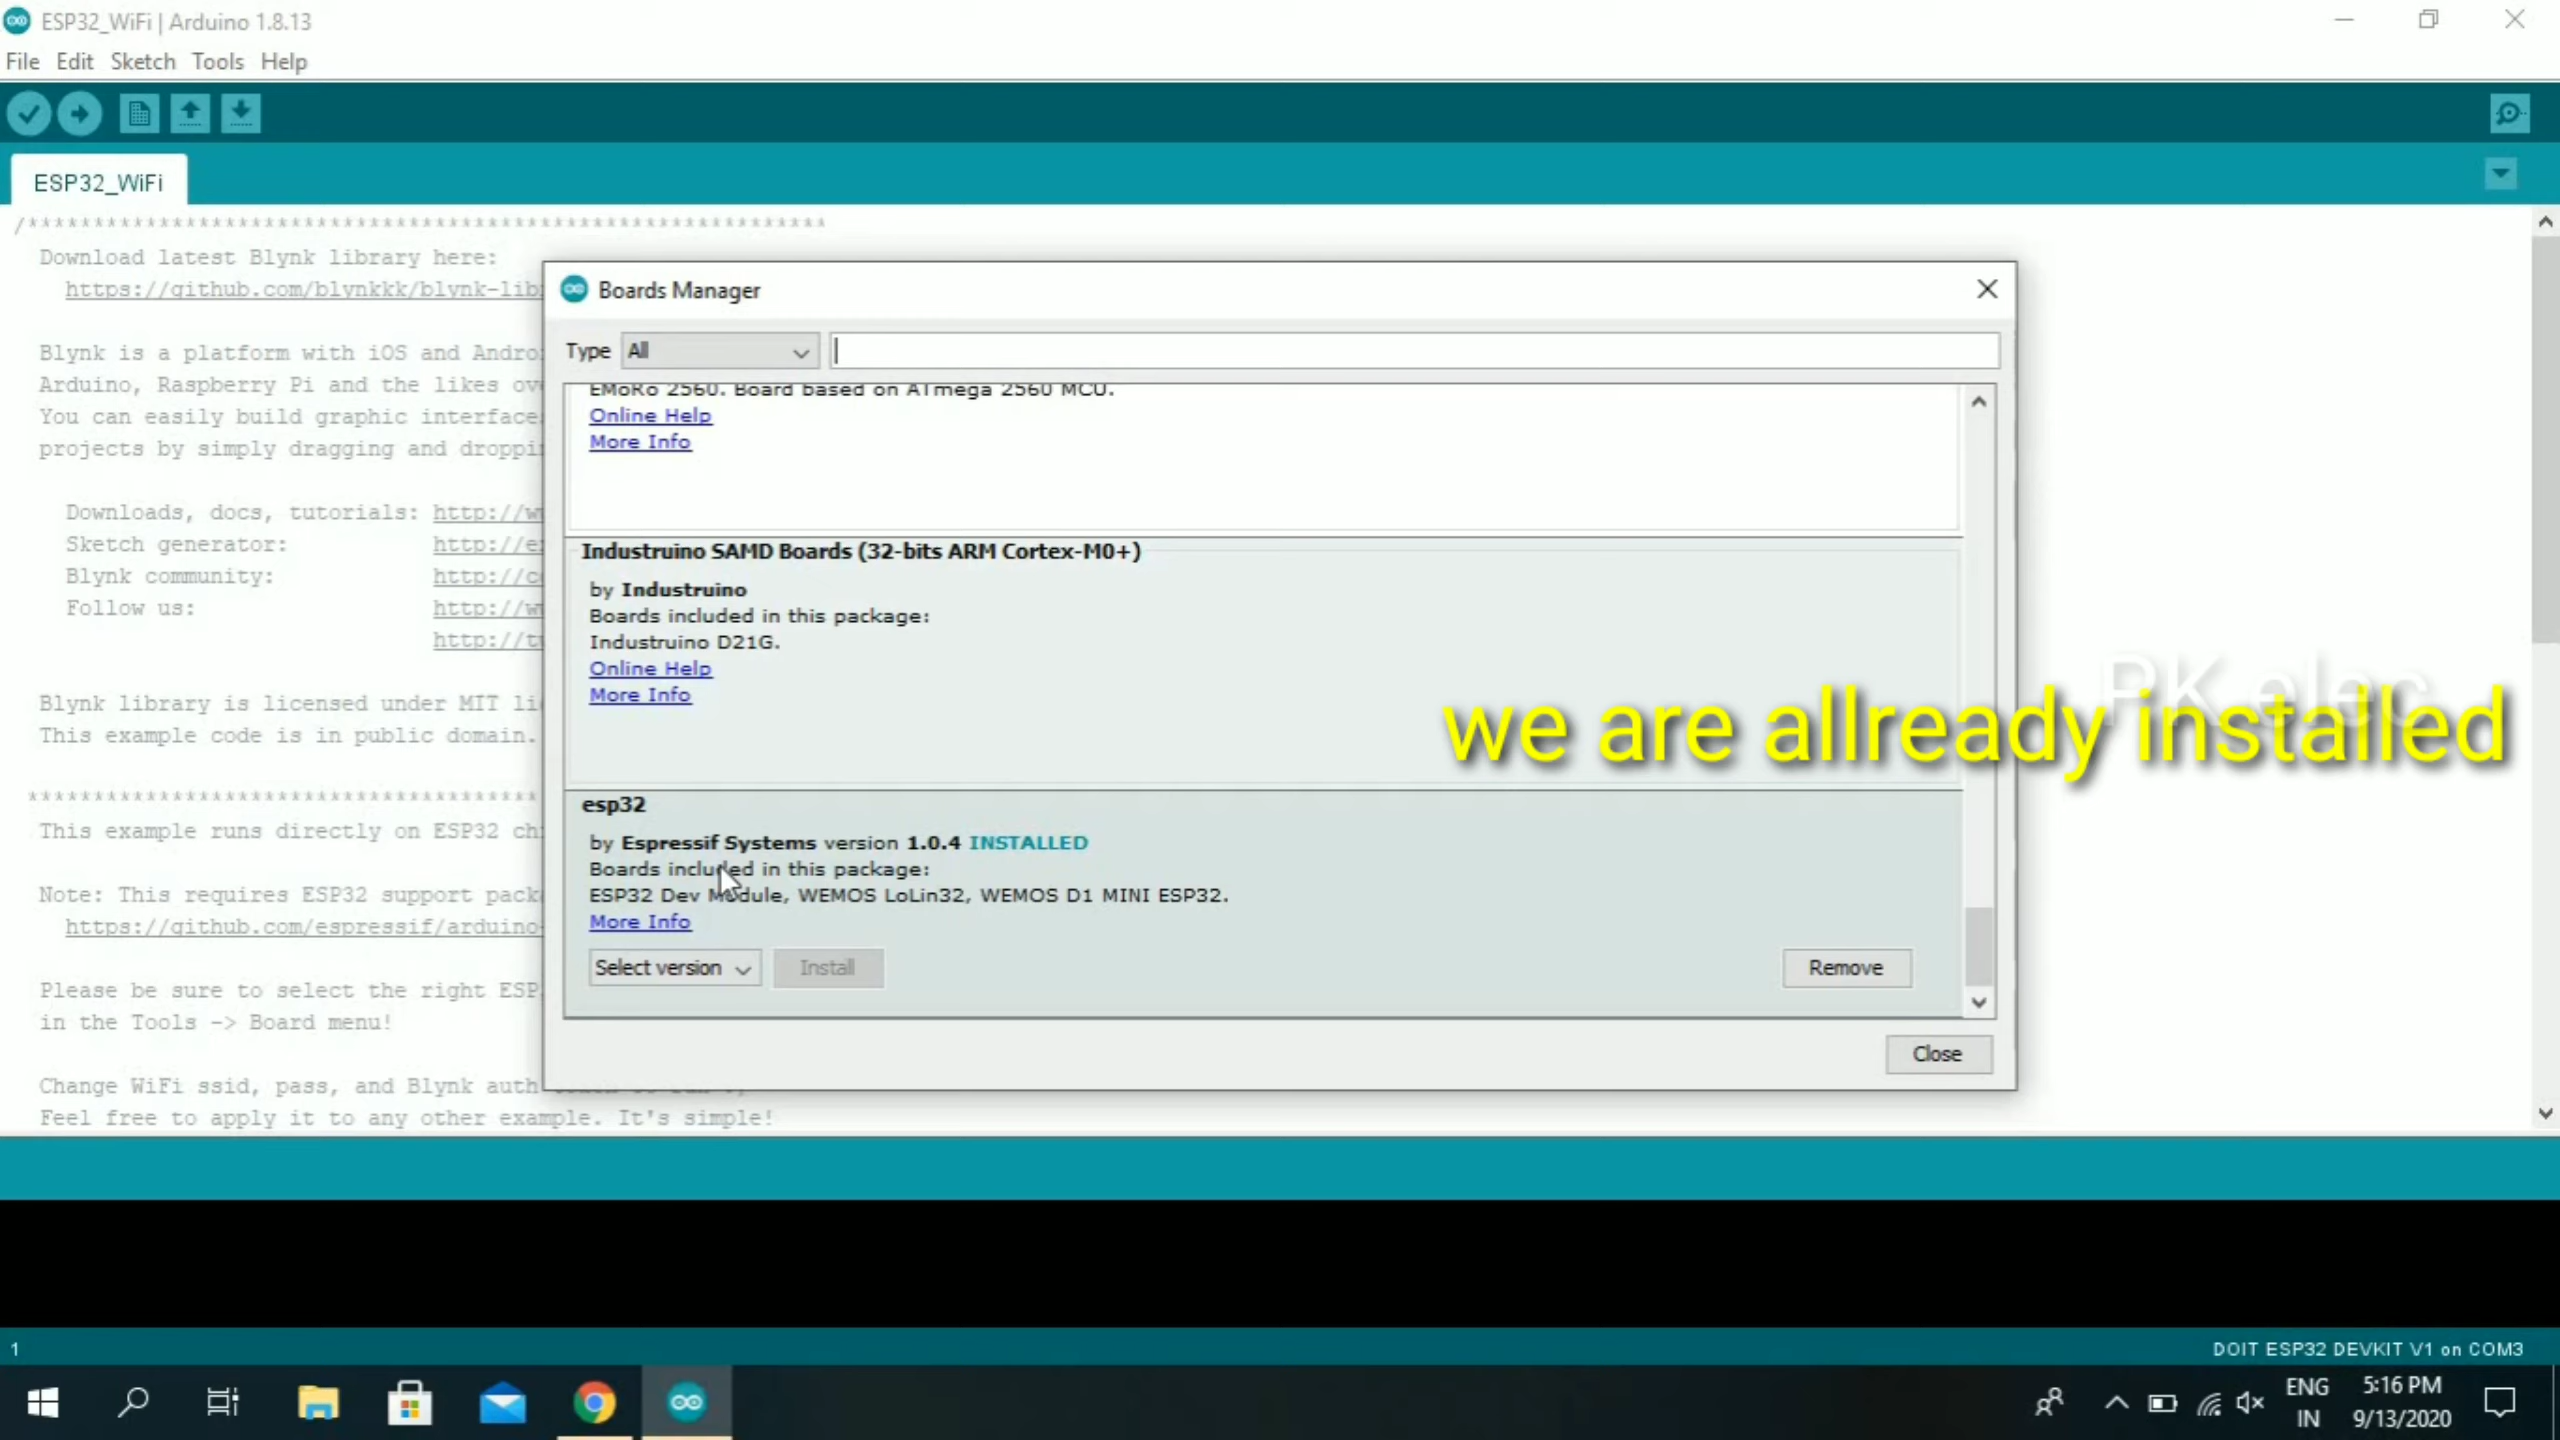 ESP32_WiFi | Arduino 1.8.13
File Edit Sketch Tools Help
ESP32_WiFi
/*************************************************************
Download latest Blynk library here:
https://github.com/blynkkk/blynk-lib
Blynk is a platform with iOS and Andro
Arduino, Raspberry Pi and the likes ov
You can easily build graphic interface
projects by simply dragging and droppi
Downloads, docs, tutorials: http://w
Sketch generator: http://e
Blynk community: http://c
Follow us: http://w
http://t
Blynk library is licensed under MIT li
This example code is in public domain.
***************************************
This example runs directly on ESP32 ch
Note: This requires ESP32 support pack
https://github.com/espressif/arduino-
Please be sure to select the right ESP
in the Tools -> Board menu!
Change WiFi ssid, pass, and Blynk auth
Feel free to apply it to any other example. It's simple!
Boards Manager
Type All
EMoRo 2560. Board based on ATmega 2560 MCU.
Online Help
More Info
Industruino SAMD Boards (32-bits ARM Cortex-M0+)
by Industruino
Boards included in this package:
Industruino D21G.
Online Help
More Info
PK elec
we are allready installed
esp32
by Espressif Systems version 1.0.4 INSTALLED
Boards included in this package:
ESP32 Dev Module, WEMOS LoLin32, WEMOS D1 MINI ESP32.
More Info
Select version Install Remove
Close
1
DOIT ESP32 DEVKIT V1 on COM3
ENG
IN
5:16 PM
9/13/2020